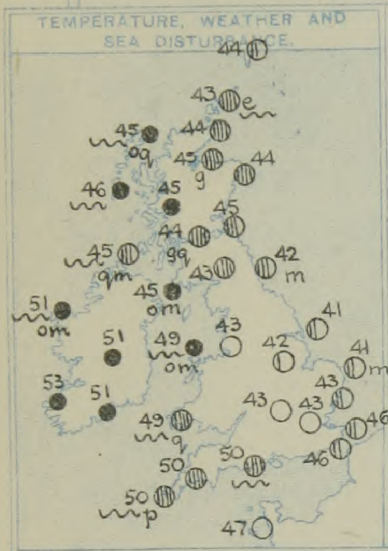 TEMPERATURE, WEATHER AND
SEA DISTURBANCE.
44
43 e
44
45 oq
45 g
44
46
45
45
44 gq
45 qm
43
42 m
45 om
51 om
41
43
49 om
51
42
41 m
53
43
43
43
51
49 q
46
46
50
50
50 p
47